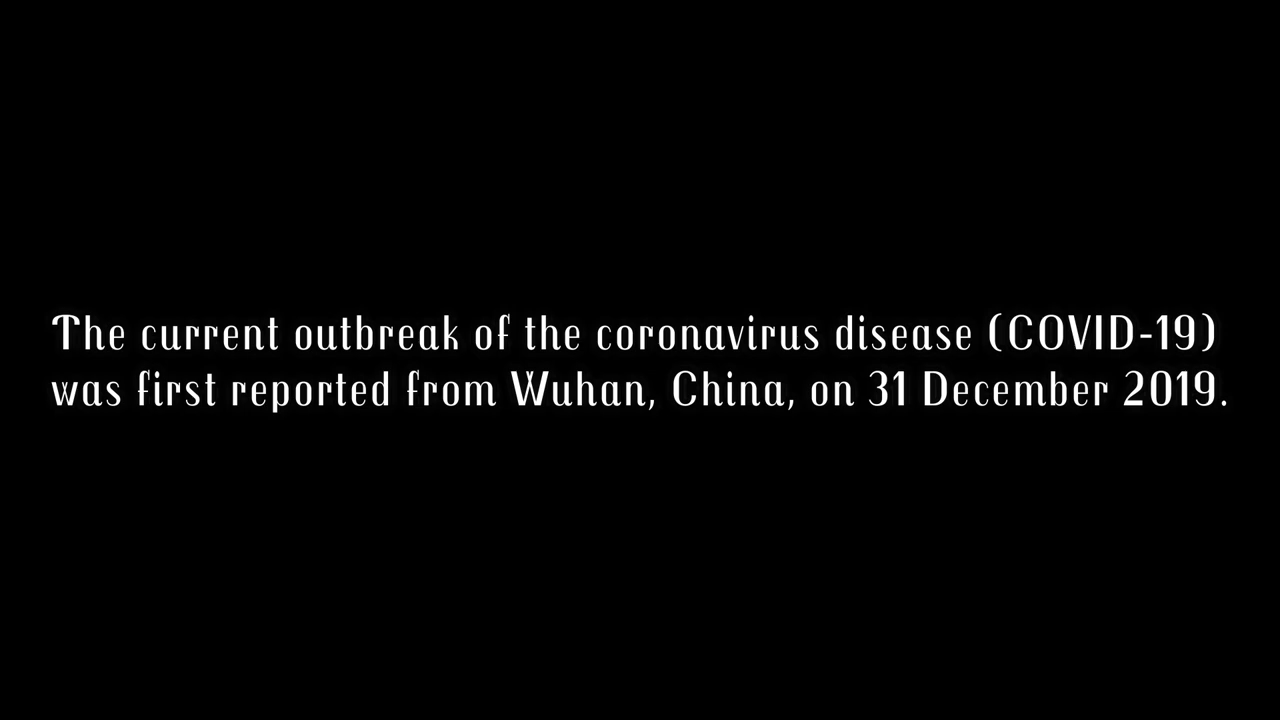 The current outbreak of the coronavirus disease (COVID-19)
was first reported from Wuhan, China, on 31 December 2019.